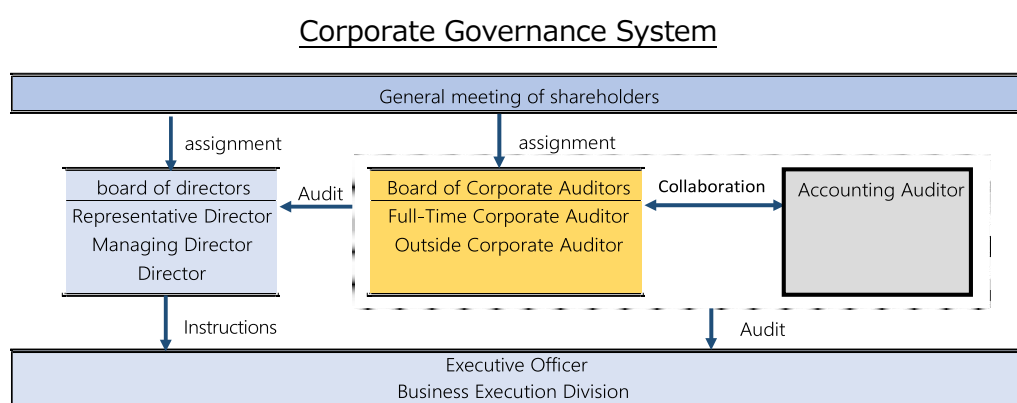 Corporate Governance System
General meeting of shareholders
assignment
assignment
board of directors
Representative Director
Managing Director
Director
Audit
Board of Corporate Auditors
Full-Time Corporate Auditor
Outside Corporate Auditor
Collaboration
Accounting Auditor
Instructions
Audit
Executive Officer
Business Execution Division